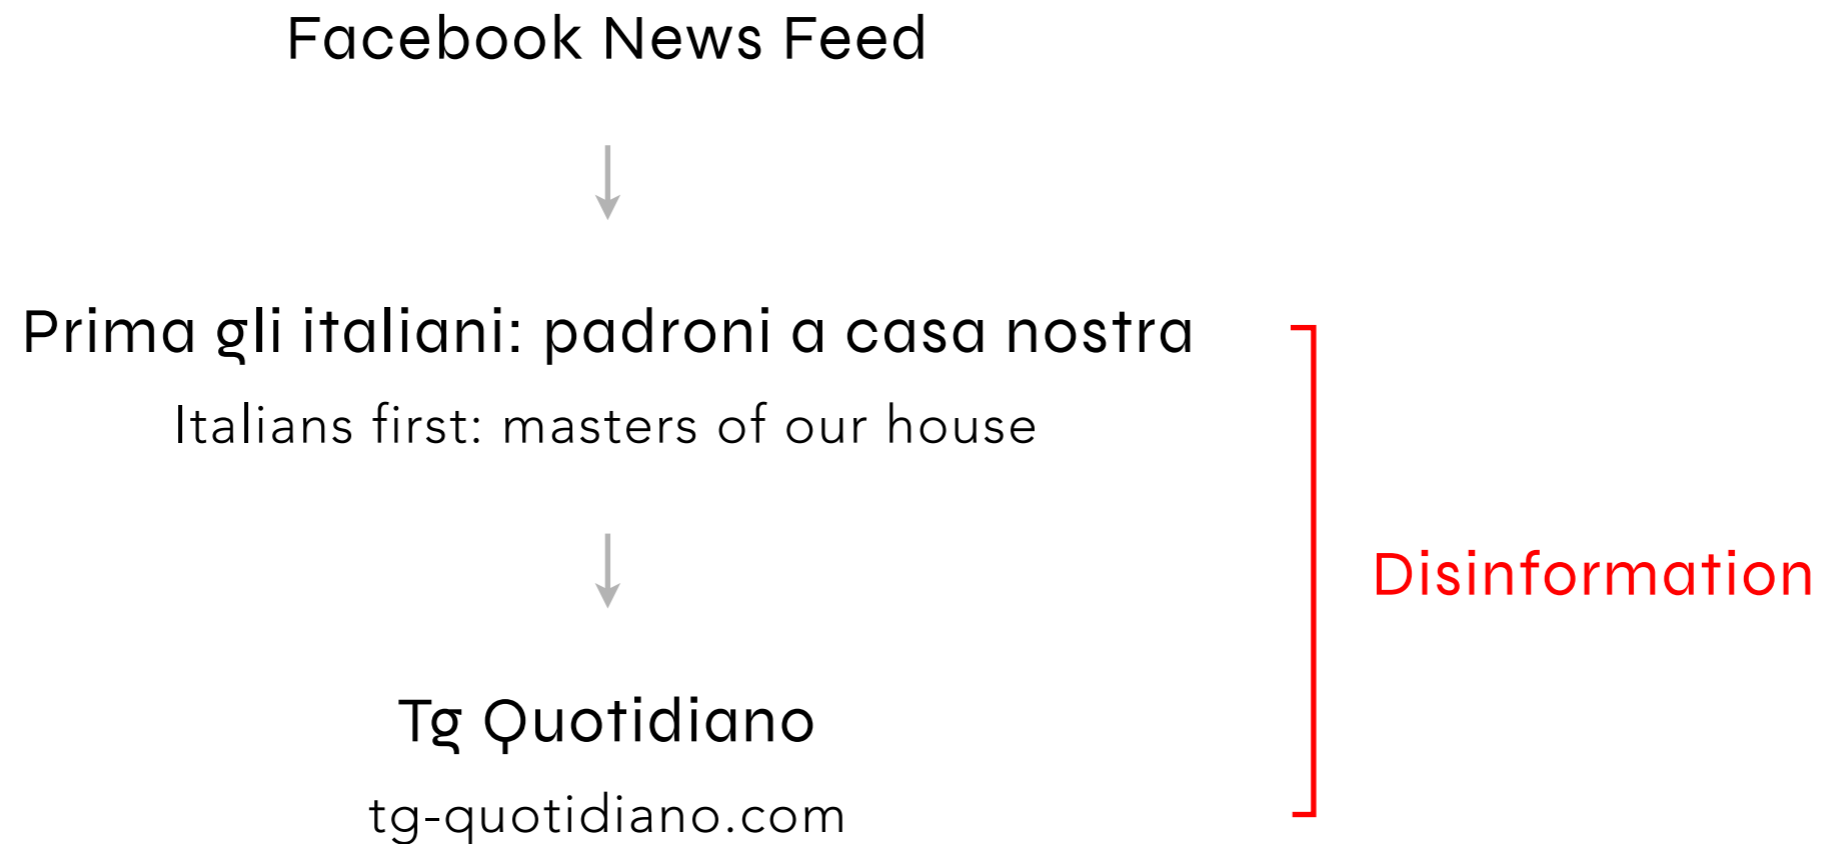 Facebook News Feed
Prima gli italiani: padroni a casa nostra
Italians first: masters of our house
Disinformation
Tg Quotidiano
tg-quotidiano.com